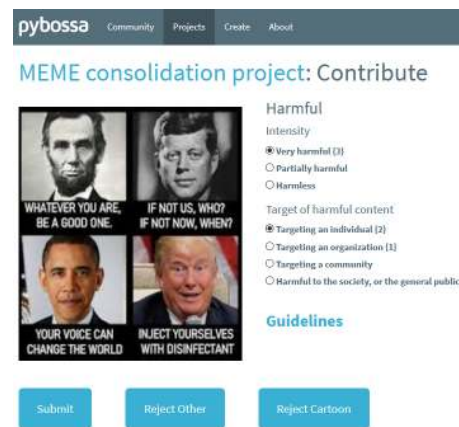 pybossa Community Projects Create About
MEME consolidation project: Contribute
WHATEVER YOU ARE,
BE A GOOD ONE.
IF NOT US, WHO?
IF NOT NOW, WHEN?
YOUR VOICE CAN
CHANGE THE WORLD
INJECT YOURSELVES
WITH DISINFECTANT
Harmful
Intensity
Very harmful (3)
Partially harmful
Harmless
Target of harmful content
Targeting an individual (2)
Targeting an organization (1)
Targeting a community
Harmful to the society, or the general public
Guidelines
Submit Reject Other Reject Cartoon